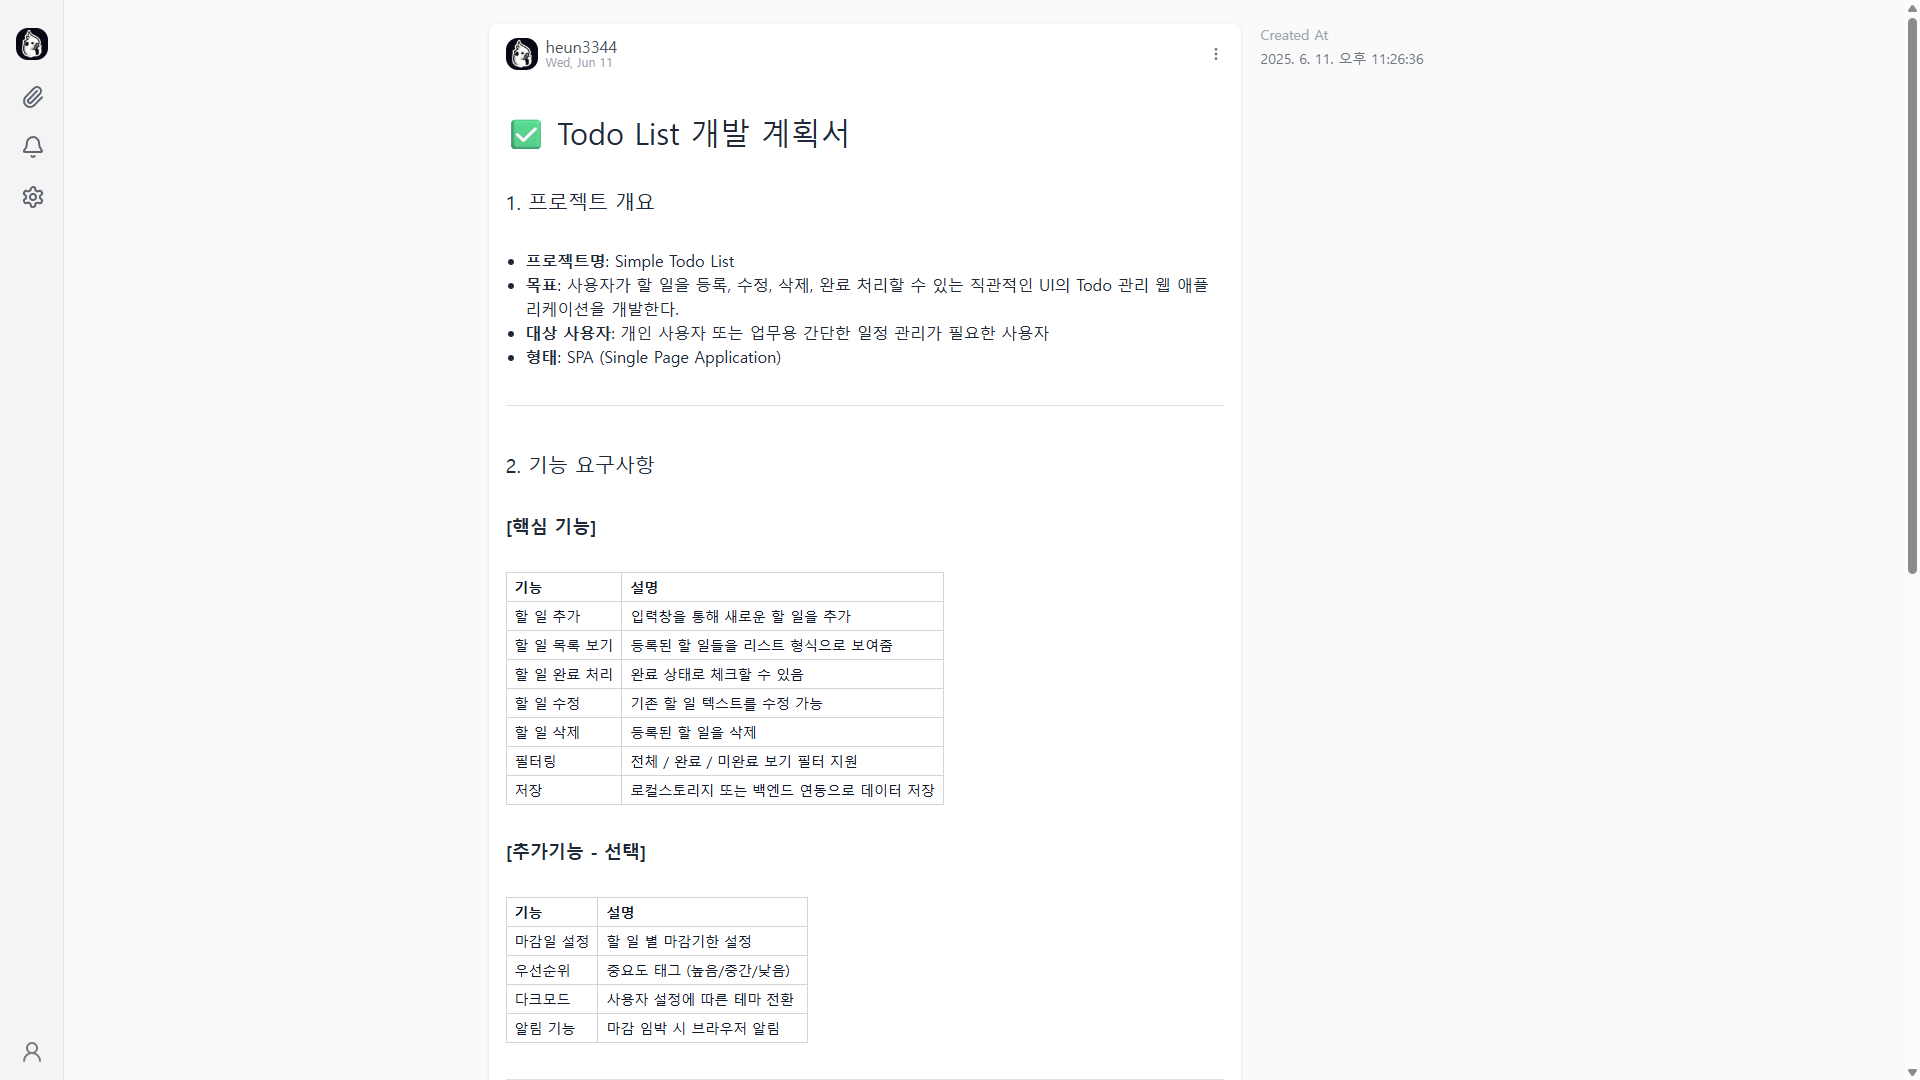 heun3344
Wed, Jun 11
Created At
2025. 6. 11. 오후 11:26:36
✅ Todo List 개발 계획서
1. 프로젝트 개요
• 프로젝트명: Simple Todo List
• 목표: 사용자가 할 일을 등록, 수정, 삭제, 완료 처리할 수 있는 직관적인 UI의 Todo 관리 웹 애플
리케이션을 개발한다.
• 대상 사용자: 개인 사용자 또는 업무용 간단한 일정 관리가 필요한 사용자
• 형태: SPA (Single Page Application)
2. 기능 요구사항
[핵심 기능]
기능 설명
할 일 추가 입력창을 통해 새로운 할 일을 추가
할 일 목록 보기 등록된 할 일들을 리스트 형식으로 보여줌
할 일 완료 처리 완료 상태로 체크할 수 있음
할 일 수정 기존 할 일 텍스트를 수정 가능
할 일 삭제 등록된 할 일을 삭제
필터링 전체 / 완료 / 미완료 보기 필터 지원
저장 로컬스토리지 또는 백엔드 연동으로 데이터 저장
[추가기능 - 선택]
기능 설명
마감일 설정 할 일 별 마감기한 설정
우선순위 중요도 태그 (높음/중간/낮음)
다크모드 사용자 설정에 따른 테마 전환
알림 기능 마감 임박 시 브라우저 알림